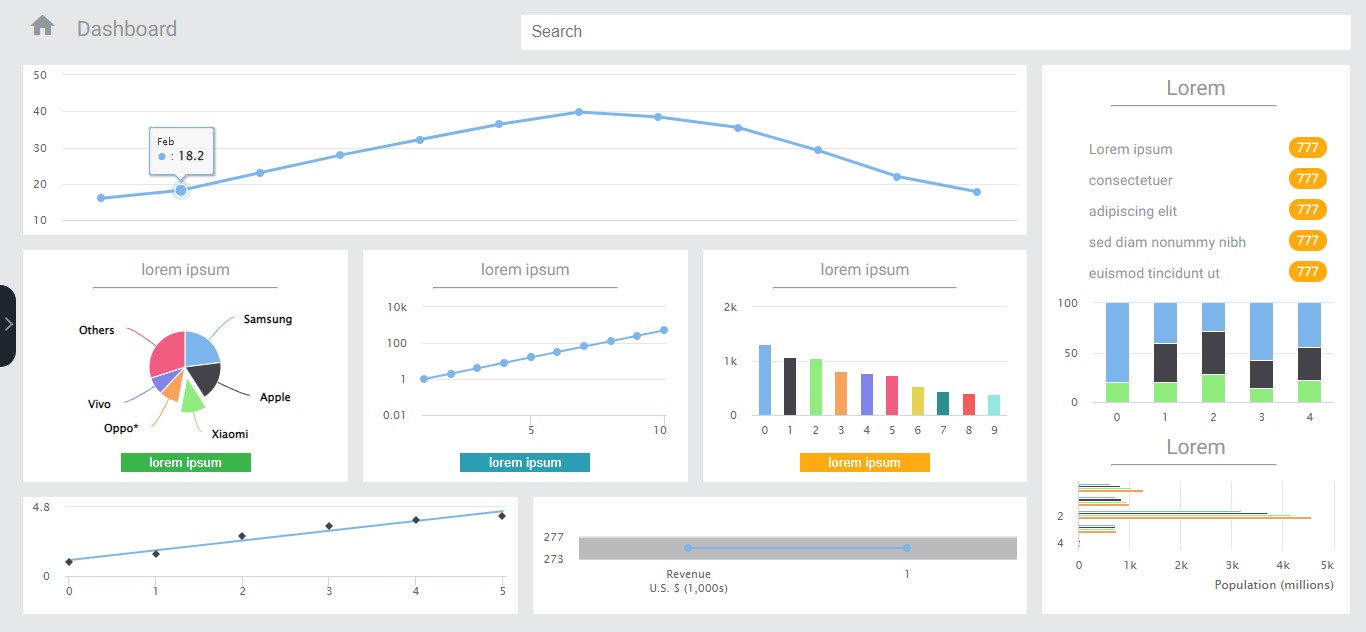 Dashboard
Search
50
40
30
20
10
Feb
: 18.2
lorem ipsum
Samsung
Others
Apple
Vivo
Oppo*
Xiaomi
lorem ipsum
lorem ipsum
10k
100
1
0.01
5 10
lorem ipsum
lorem ipsum
2k
1k
0
0 1 2 3 4 5 6 7 8 9
lorem ipsum
4.8
0
0 1 2 3 4 5
277
273
Revenue 1
U.S. $ (1,000s)
Lorem
Lorem ipsum 777
consectetuer 777
adipiscing elit 777
sed diam nonummy nibh 777
euismod tincidunt ut 777
100
50
0
0 1 2 3 4
Lorem
2
4
0 1k 2k 3k 4k 5k
Population (millions)